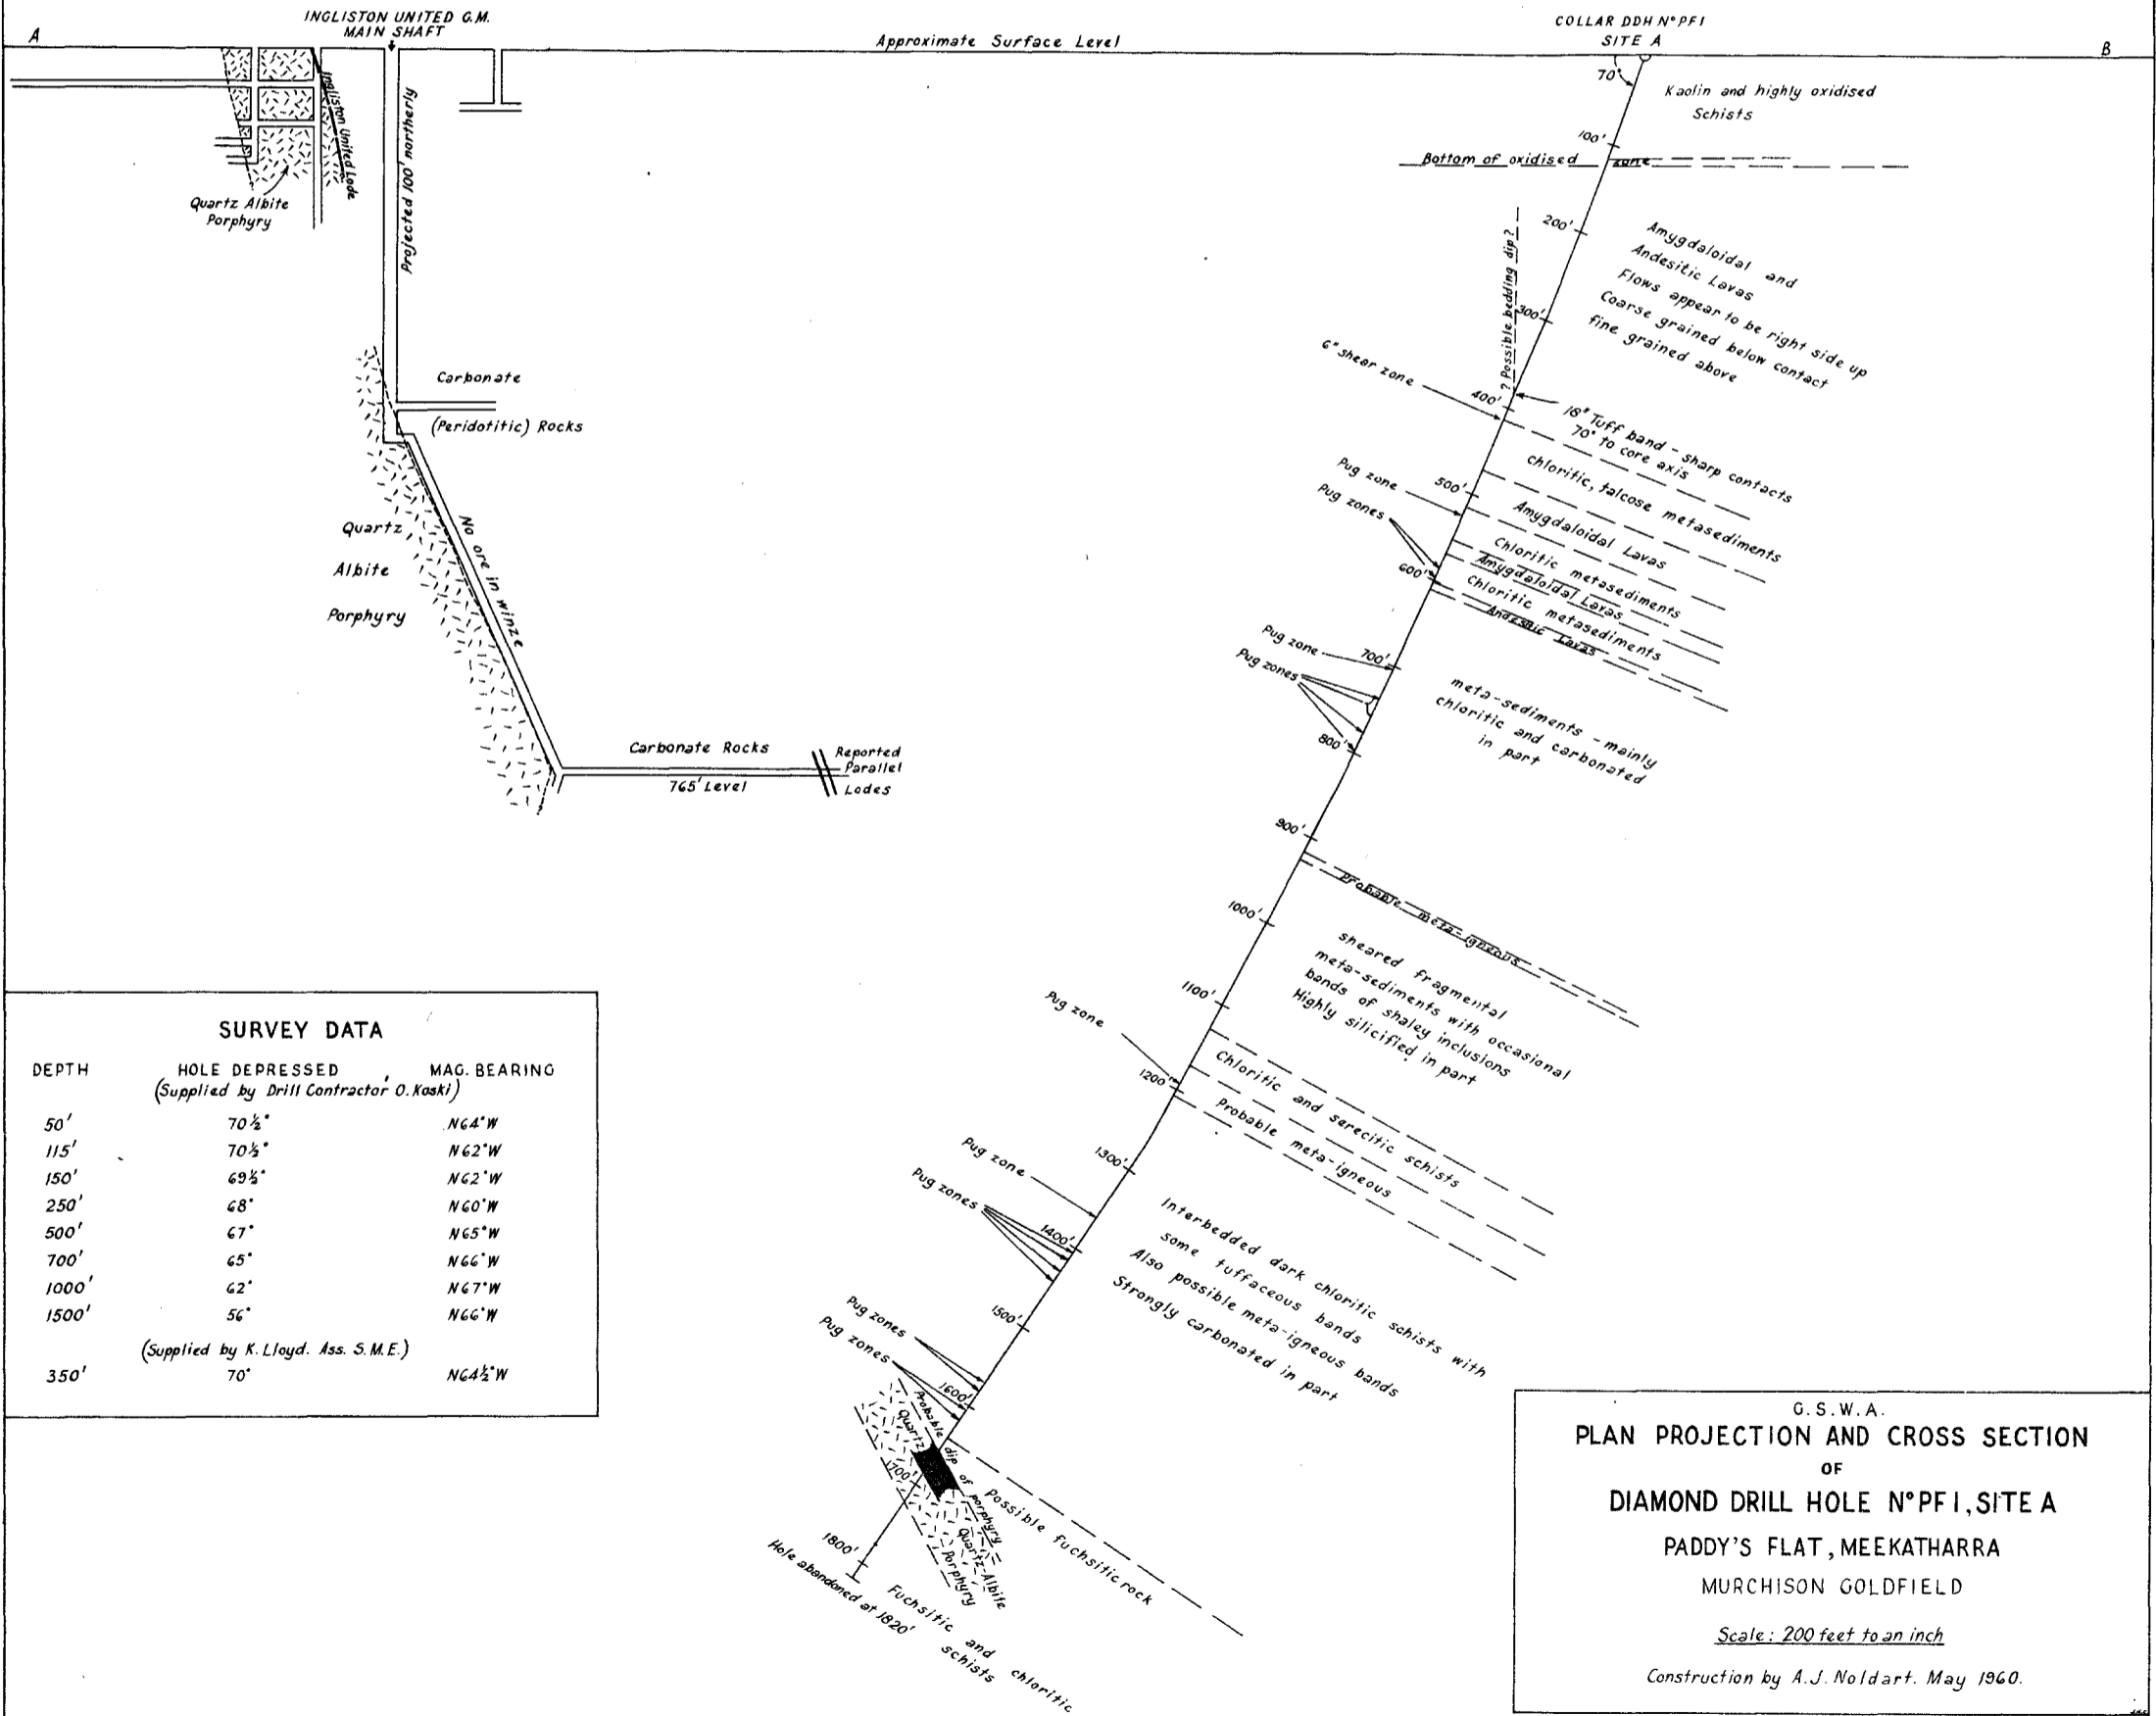 A
INGLISTON UNITED G.M.
MAIN SHAFT
Approximate Surface Level
COLLAR DDH N° PF1
SITE A
B
70°
Kaolin and highly oxidised
Schists
Ingliston United Lode
Projected 100' northerly
Quartz Albite
Porphyry
Carbonate
(Peridotitic) Rocks
Quartz
Albite
Porphyry
No ore in winze
Carbonate Rocks
765' Level
Reported
Parallel
Lodes
100'
Bottom of oxidised zone
200'
Amygdaloidal and
Andesitic Lavas
Flows appear to be right side up
Coarse grained below contact
fine grained above
? Possible bedding dip?
300'
6" shear zone
400'
18" Tuff band - sharp contacts
70° to core axis
chloritic, talcose metasediments
Pug zone
500'
Amygdaloidal Lavas
Pug zones
Chloritic metasediments
Amygdaloidal Lavas
600'
Chloritic metasediments
Andesitic Lavas
Pug zone
700'
Pug zones
meta-sediments - mainly
chloritic and carbonated
in part
800'
900'
Probable meta-igneous
1000'
sheared fragmental
meta-sediments with occasional
bands of shaley inclusions
Highly silicified in part
1100'
Pug zone
Chloritic and serecitic schists
1200'
Probable meta-igneous
Pug zone
1300'
Pug zones
1400'
Interbedded dark chloritic schists with
some tuffaceous bands
Also possible meta-igneous bands
Strongly carbonated in part
1500'
Pug zones
Pug zones
1600'
Probable dip of porphyry
Quartz
1700'
Possible fuchsitic rock
Quartz-Albite
Porphyry
1800'
Hole abandoned at 1820'
Fuchsitic and chloritic
schists
SURVEY DATA
DEPTH HOLE DEPRESSED MAG. BEARING
(Supplied by Drill Contractor O. Koski)
50' 70½° N64°W
115' 70½° N62°W
150' 69½° N62°W
250' 68° N60°W
500' 67° N65°W
700' 65° N66°W
1000' 62° N67°W
1500' 56° N66°W
(Supplied by K. Lloyd. Ass. S.M.E.)
350' 70° N64½°W
G.S.W.A.
PLAN PROJECTION AND CROSS SECTION
OF
DIAMOND DRILL HOLE N° PF1, SITE A
PADDY'S FLAT, MEEKATHARRA
MURCHISON GOLDFIELD
Scale: 200 feet to an inch
Construction by A.J. Noldart. May 1960.